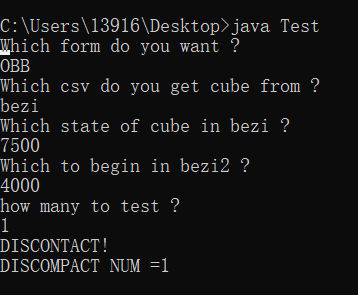 C:\Users\13916\Desktop>java Test
Which form do you want ?
OBB
Which csv do you get cube from ?
bezi
Which state of cube in bezi ?
7500
Which to begin in bezi2 ?
4000
how many to test ?
1
DISCONTACT!
DISCOMPACT NUM =1